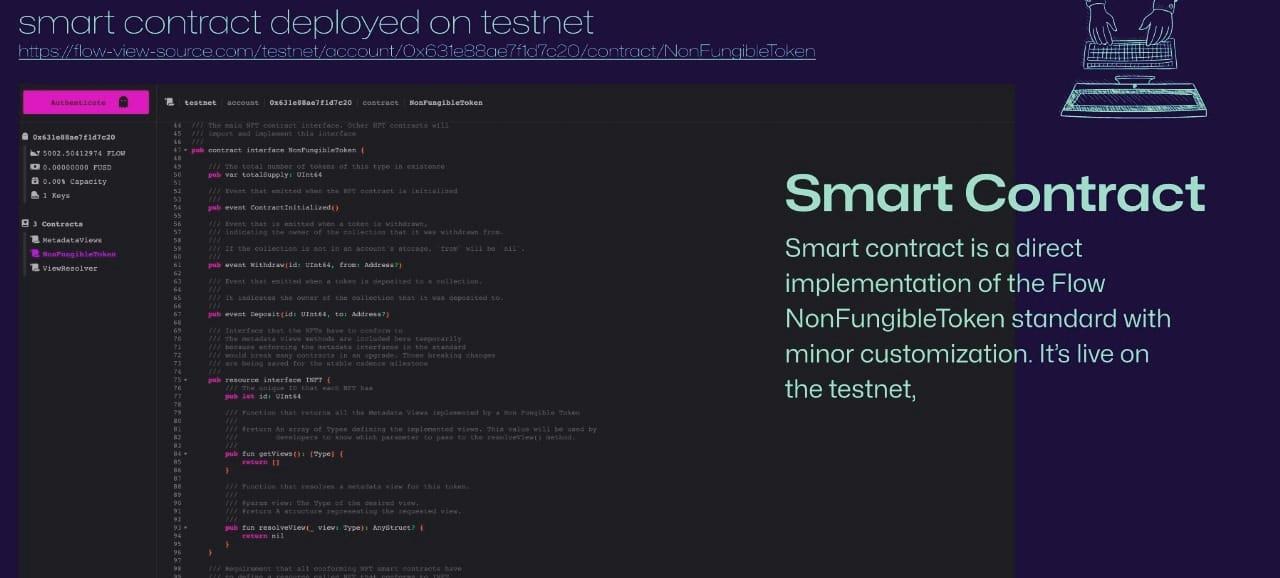 smart contract deployed on testnet
https://flow-view-source.com/testnet/account/0x631e88ae7f1d7c20/contract/NonFungibleToken
Authenticate
testnet account 0x631e88ae7f1d7c20 contract NonFungibleToken
0x631e88ae7f1d7c20
5002.50412974 FLOW
0.00000000 FUSD
0.00% Capacity
1 Keys
3 Contracts
MetadataViews
NonFungibleToken
ViewResolver
44 /// The main NFT contract interface. Other NFT contracts will
45 /// import and implement this interface
46 ///
47 pub contract interface NonFungibleToken {
48
49 /// The total number of tokens of this type in existence
50 pub var totalSupply: UInt64
51
52 /// Event that emitted when the NFT contract is initialized
53 ///
54 pub event ContractInitialized()
55
56 /// Event that is emitted when a token is withdrawn,
57 /// indicating the owner of the collection that it was withdrawn from.
58 ///
59 /// If the collection is not in an account's storage, `from` will be `nil`.
60 ///
61 pub event Withdraw(id: UInt64, from: Address?)
62
63 /// Event that emitted when a token is deposited to a collection.
64 ///
65 /// It indicates the owner of the collection that it was deposited to.
66 ///
67 pub event Deposit(id: UInt64, to: Address?)
68
69 /// Interface that the NFTs have to conform to
70 /// The metadata views methods are included here temporarily
71 /// because enforcing the metadata interfaces in the standard
72 /// would break many contracts in an upgrade. Those breaking changes
73 /// are being saved for the stable cadence milestone
74 ///
75 pub resource interface INFT {
76 /// The unique ID that each NFT has
77 pub let id: UInt64
78
79 /// Function that returns all the Metadata Views implemented by a Non Fungible Token
80 ///
81 /// @return An array of Types defining the implemented views. This value will be used by
82 /// developers to know which parameter to pass to the resolveView() method.
83 ///
84 pub fun getViews(): [Type] {
85 return []
86 }
87
88 /// Function that resolves a metadata view for this token.
89 ///
90 /// @param view: The Type of the desired view.
91 /// @return A structure representing the requested view.
92 ///
93 pub fun resolveView(_ view: Type): AnyStruct? {
94 return nil
95 }
96 }
97
98 /// Requirement that all conforming NFT smart contracts have
Smart Contract
Smart contract is a direct
implementation of the Flow
NonFungibleToken standard with
minor customization. It's live on
the testnet,